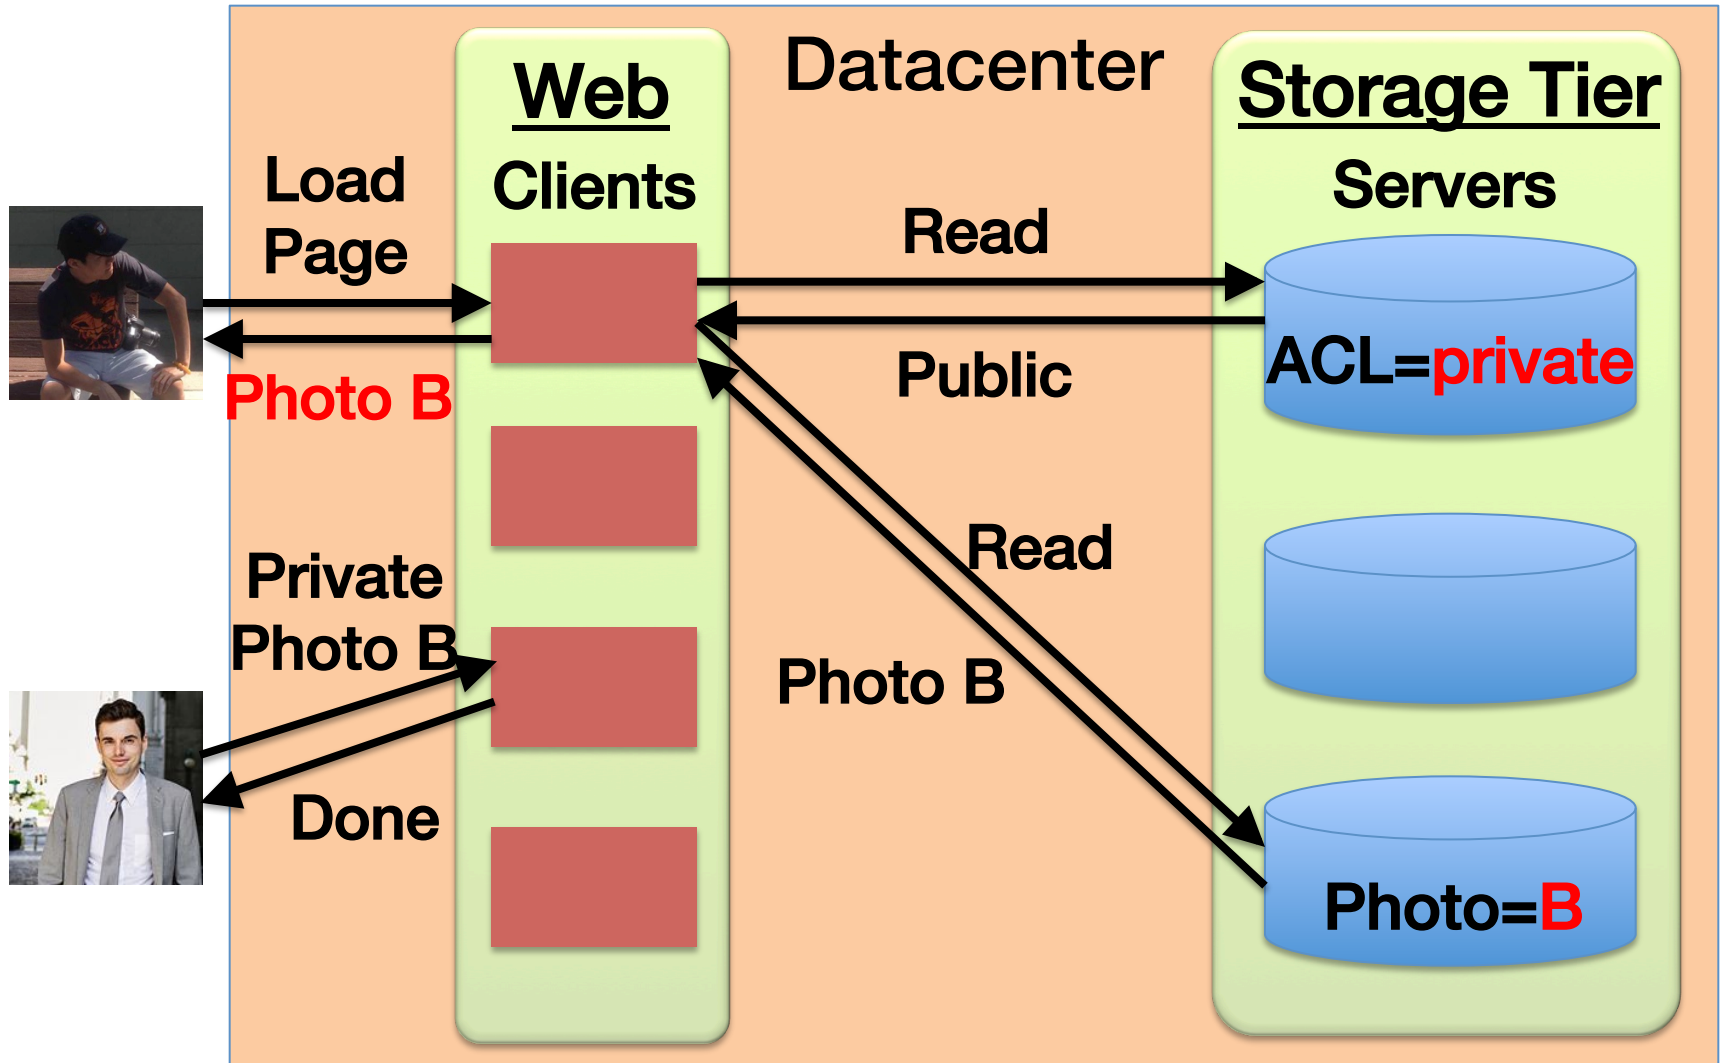 Datacenter
Web
Clients
Storage Tier
Servers
Load
Page
Photo B
Read
Public
ACL=private
Read
Photo B
Private
Photo B
Done
Photo=B